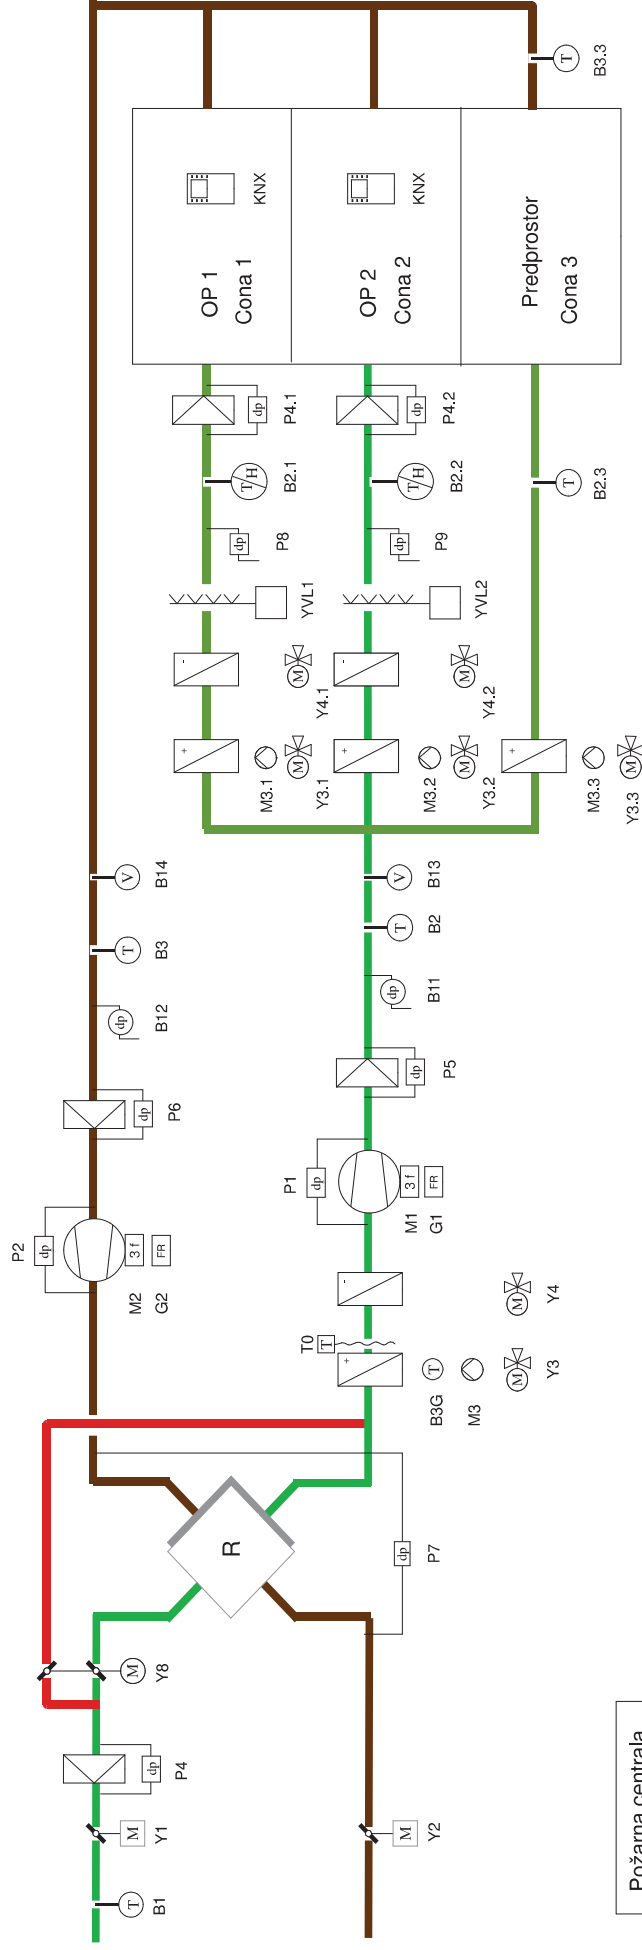 B3.3
T
KNX
OP 1
Cona 1
KNX
OP 2
Cona 2
Predprostor
Cona 3
dp
P4.1
dp
P4.2
T/H
B2.1
T/H
B2.2
T
B2.3
dp
P8
dp
P9
YVL1
YVL2
-
M
Y4.1
-
M
Y4.2
+
M3.1
M
Y3.1
+
M3.2
M
Y3.2
+
M3.3
M
Y3.3
V
B14
V
B13
T
B3
T
B2
dp
B12
dp
B11
dp
P6
dp
P5
P2
dp
3 f
FR
M2
G2
P1
dp
3 f
FR
M1
G1
-
M
Y4
T0
T
+
T
B3G
M3
M
Y3
R
dp
P7
M
Y8
dp
P4
M
Y1
M
Y2
T
B1
Požarna centrala